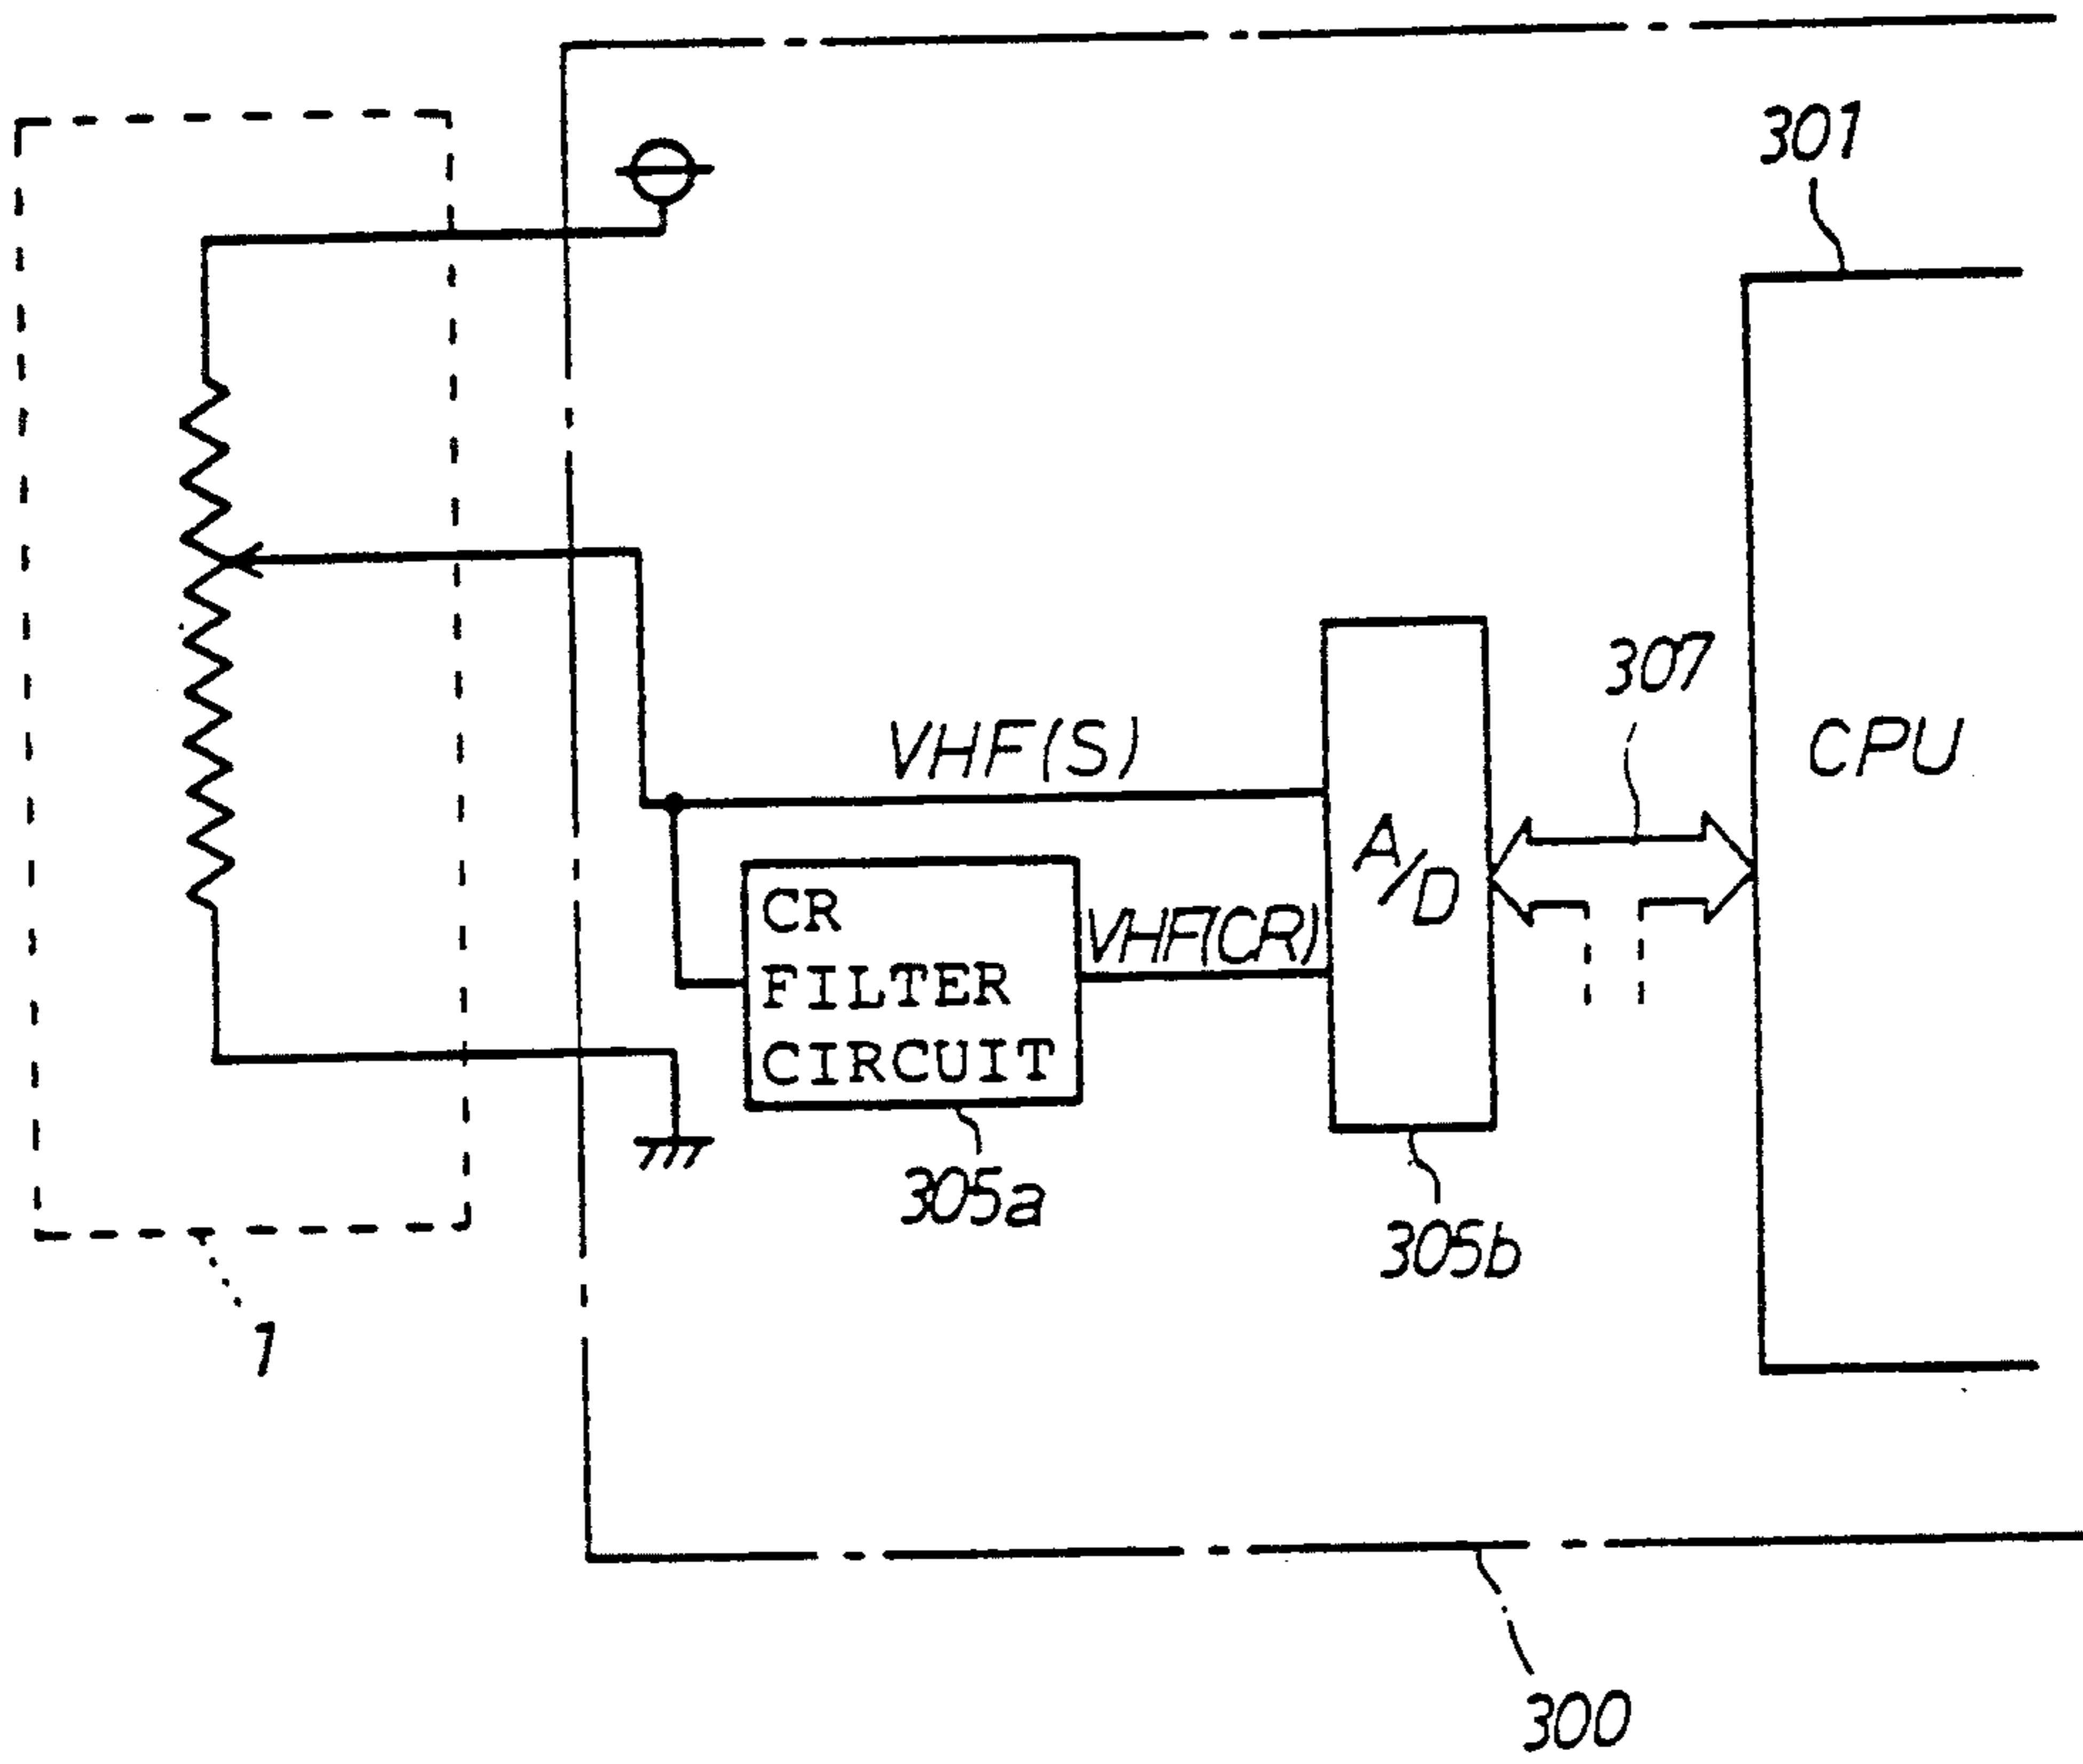 301
307
VHF(S)
CPU
A/D
CR
FILTER
CIRCUIT
VHF(CR)
305a
305b
1
300